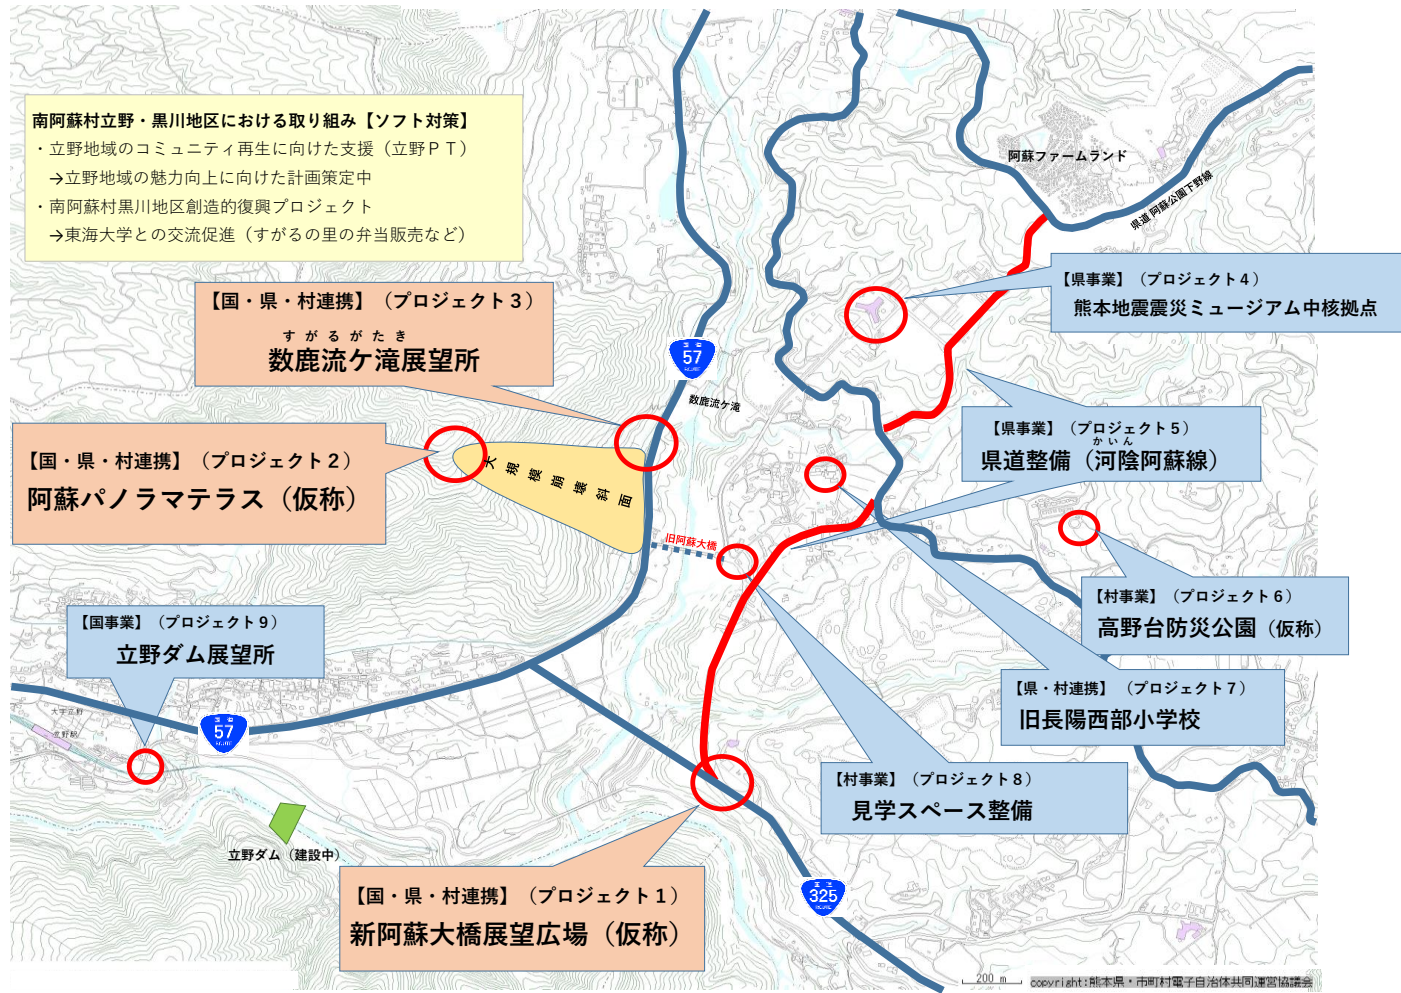 南阿蘇村立野・黒川地区における取り組み【ソフト対策】
・立野地域のコミュニティ再生に向けた支援（立野ＰＴ）
→立野地域の魅力向上に向けた計画策定中
・南阿蘇村黒川地区創造的復興プロジェクト
→東海大学との交流促進（すがるの里の弁当販売など）
阿蘇ファームランド
県道 阿蘇公園下野線
【県事業】（プロジェクト４）
熊本地震震災ミュージアム中核拠点
【国・県・村連携】（プロジェクト３）
すがるがたき
数鹿流ケ滝展望所
国道
57
ROUTE
数鹿流ケ滝
【県事業】（プロジェクト５）
かいん
県道整備（河陰阿蘇線）
【国・県・村連携】（プロジェクト２）
阿蘇パノラマテラス（仮称）
大規模崩壊斜面
旧阿蘇大橋
【村事業】（プロジェクト６）
高野台防災公園（仮称）
【国事業】（プロジェクト９）
立野ダム展望所
【県・村連携】（プロジェクト７）
旧長陽西部小学校
大字立野
立野駅
国道
57
ROUTE
【村事業】（プロジェクト８）
見学スペース整備
立野ダム（建設中）
【国・県・村連携】（プロジェクト１）
新阿蘇大橋展望広場（仮称）
国道
325
ROUTE
200 m
copyright:熊本県・市町村電子自治体共同運営協議会